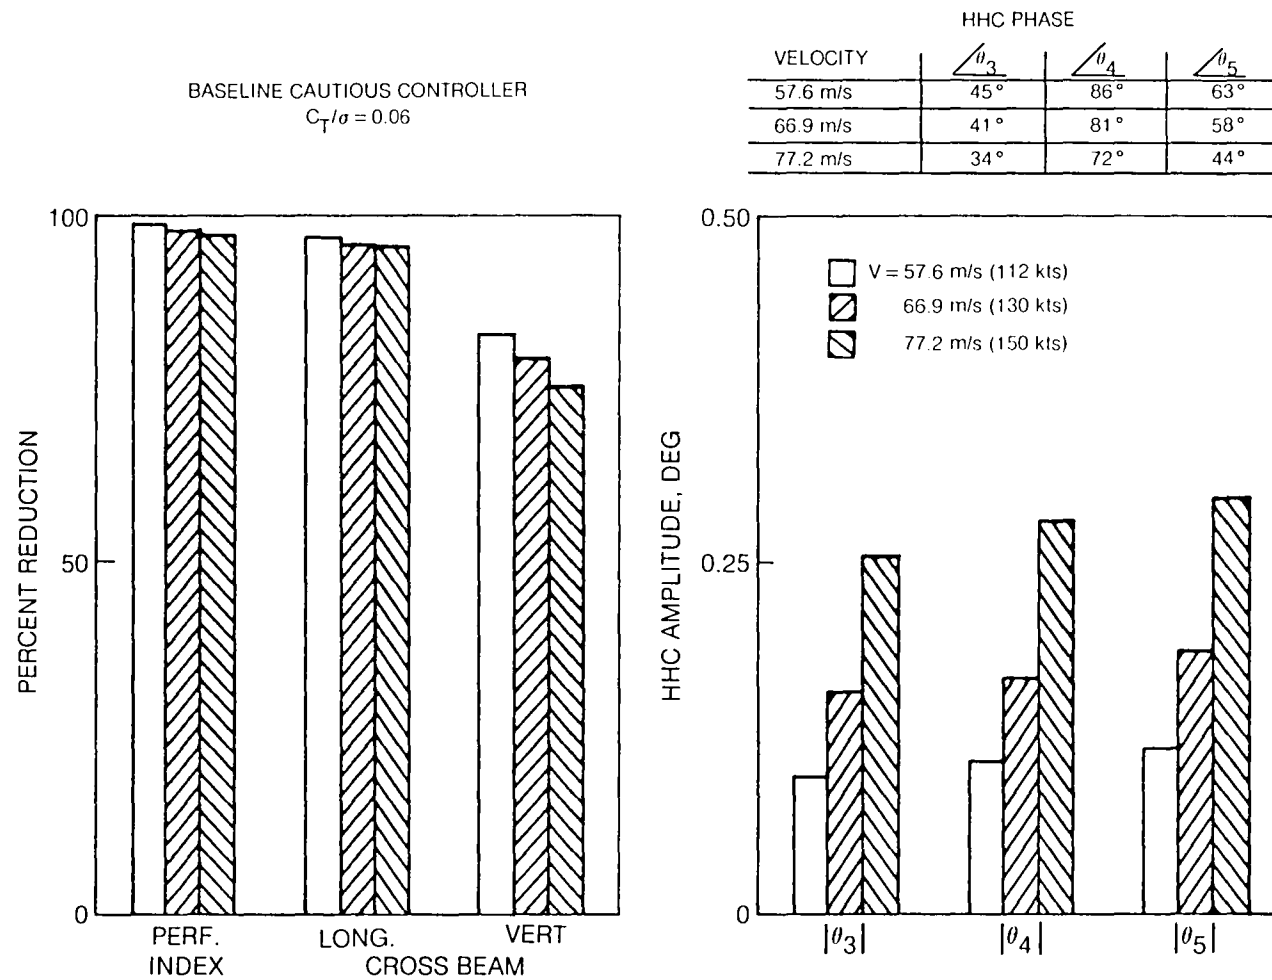 BASELINE CAUTIOUS CONTROLLER
C_T/σ = 0.06
HHC PHASE
VELOCITY θ3 θ4 θ5
57.6 m/s 45° 86° 63°
66.9 m/s 41° 81° 58°
77.2 m/s 34° 72° 44°
PERCENT REDUCTION
100
50
0
PERF. INDEX
LONG. VERT
CROSS BEAM
HHC AMPLITUDE, DEG
0.50
0.25
0
V = 57.6 m/s (112 kts)
66.9 m/s (130 kts)
77.2 m/s (150 kts)
|θ3| |θ4| |θ5|